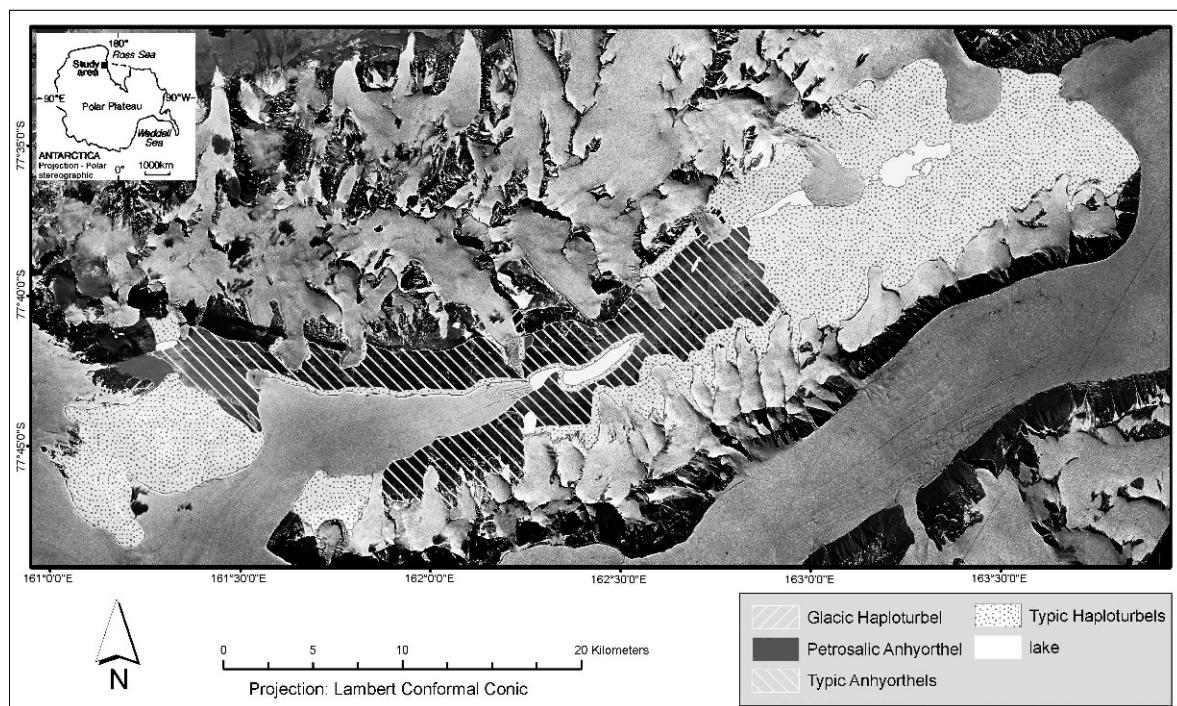 180°
Ross Sea
Study
area
90°E
90°W
Polar Plateau
Weddell
Sea
ANTARCTICA
Projection - Polar
stereographic
0°
1000km
77°35'0"S
77°40'0"S
77°45'0"S
161°0'0"E
161°30'0"E
162°0'0"E
162°30'0"E
163°0'0"E
163°30'0"E
N
0
5
10
20 Kilometers
Projection: Lambert Conformal Conic
Glacic Haploturbel
Petrosalic Anhyorthel
Typic Anhyorthels
Typic Haploturbels
lake